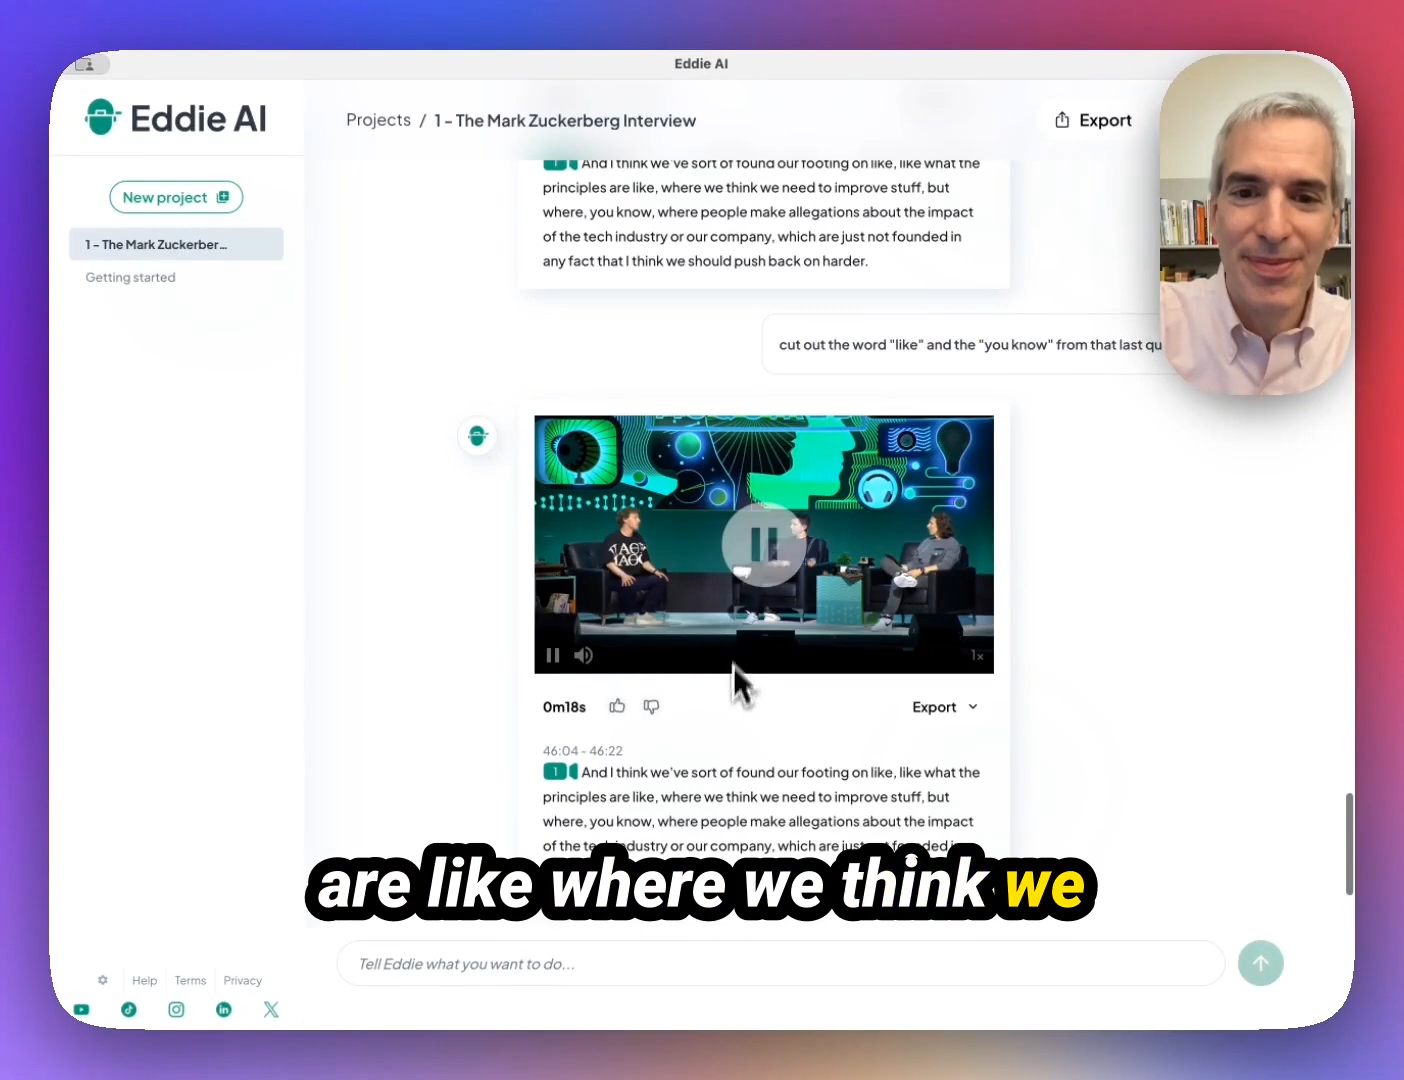 Eddie AI
Eddie AI
Projects / 1 - The Mark Zuckerberg Interview
Export
New project
1 - The Mark Zuckerber...
Getting started
1 And I think we've sort of found our footing on like, like what the
principles are like, where we think we need to improve stuff, but
where, you know, where people make allegations about the impact
of the tech industry or our company, which are just not founded in
any fact that I think we should push back on harder.
cut out the word "like" and the "you know" from that last qu
1x
0m18s
Export
46:04 - 46:22
1 And I think we've sort of found our footing on like, like what the
principles are like, where we think we need to improve stuff, but
where, you know, where people make allegations about the impact
of the tech industry or our company, which are just not founded in
are like where we think we
Tell Eddie what you want to do...
Help
Terms
Privacy